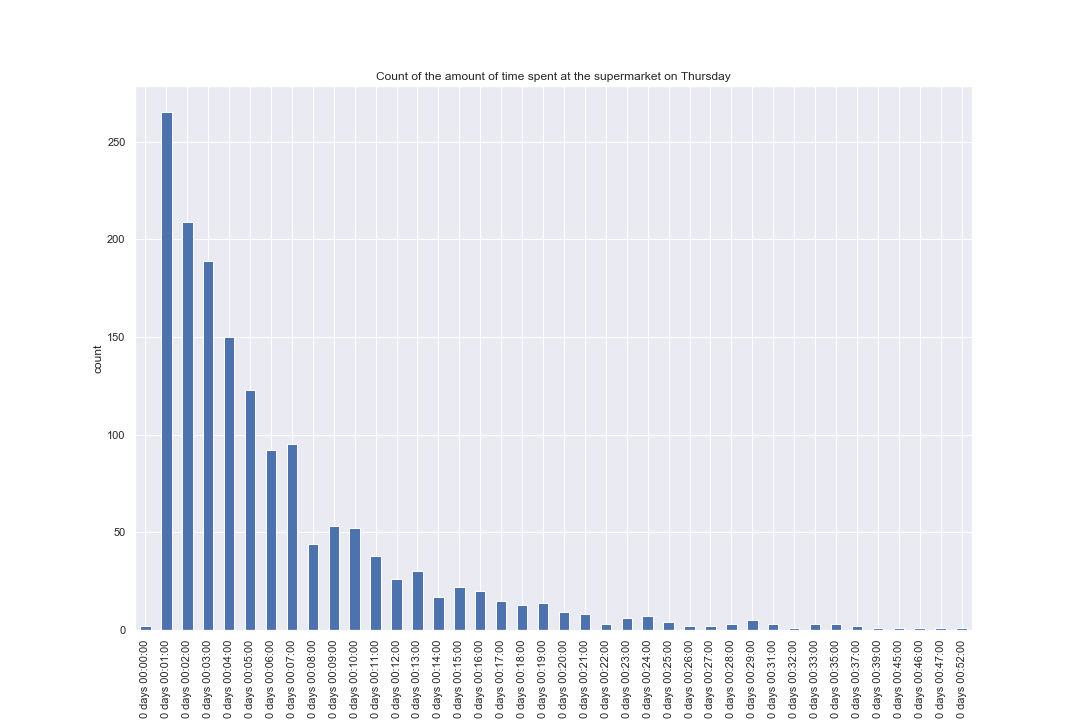 Count of the amount of time spent at the supermarket on Thursday
count
250
200
150
100
50
0
0 days 00:00:00
0 days 00:01:00
0 days 00:02:00
0 days 00:03:00
0 days 00:04:00
0 days 00:05:00
0 days 00:06:00
0 days 00:07:00
0 days 00:08:00
0 days 00:09:00
0 days 00:10:00
0 days 00:11:00
0 days 00:12:00
0 days 00:13:00
0 days 00:14:00
0 days 00:15:00
0 days 00:16:00
0 days 00:17:00
0 days 00:18:00
0 days 00:19:00
0 days 00:20:00
0 days 00:21:00
0 days 00:22:00
0 days 00:23:00
0 days 00:24:00
0 days 00:25:00
0 days 00:26:00
0 days 00:27:00
0 days 00:28:00
0 days 00:29:00
0 days 00:31:00
0 days 00:32:00
0 days 00:33:00
0 days 00:35:00
0 days 00:37:00
0 days 00:39:00
0 days 00:45:00
0 days 00:46:00
0 days 00:47:00
0 days 00:52:00